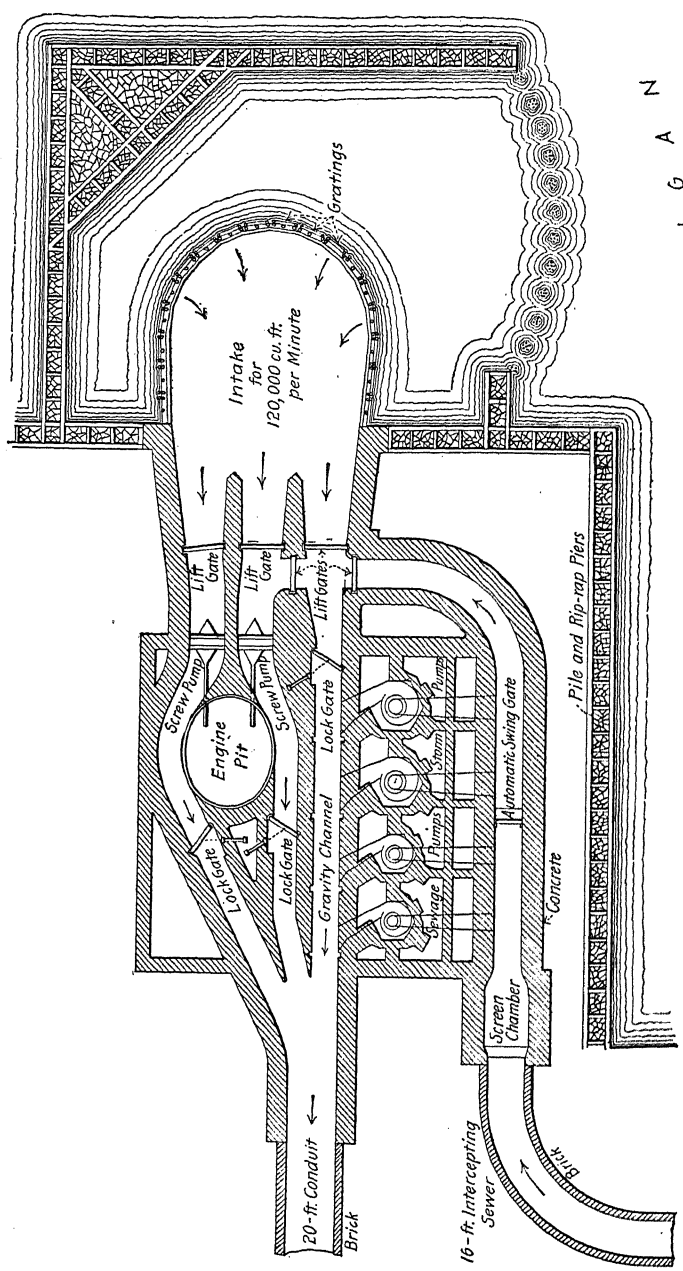 Gratings
Intake
for
120,000 cu. ft.
per Minute
Lift
Gate
Lift
Gate
Lift Gates
Screw Pump
Screw Pump
Engine
Pit
Lock Gate
Lock Gate
Lock Gate
Gravity Channel
Storm
Pumps
Sewage
Pumps
Automatic Swing Gate
Pile and Rip-rap Piers
Concrete
Screen
Chamber
20-ft. Conduit
Brick
16-ft. Intercepting
Sewer
Brick
G A N